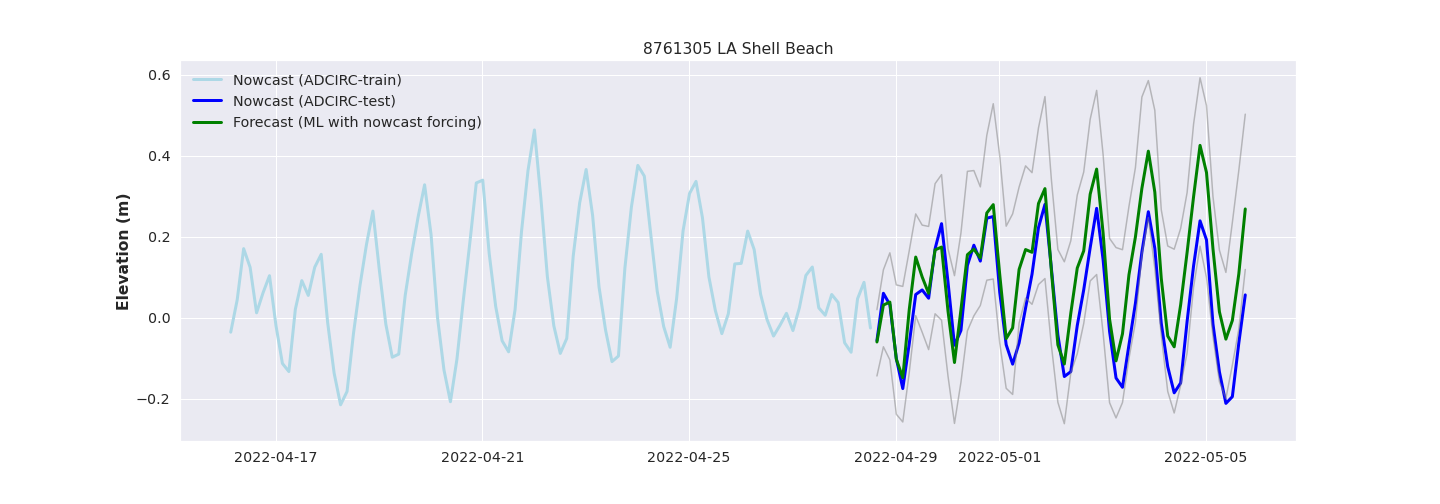 8761305 LA Shell Beach
Nowcast (ADCIRC-train)
Nowcast (ADCIRC-test)
Forecast (ML with nowcast forcing)
Elevation (m)
0.6
0.4
0.2
0.0
−0.2
2022-04-17
2022-04-21
2022-04-25
2022-04-29
2022-05-01
2022-05-05